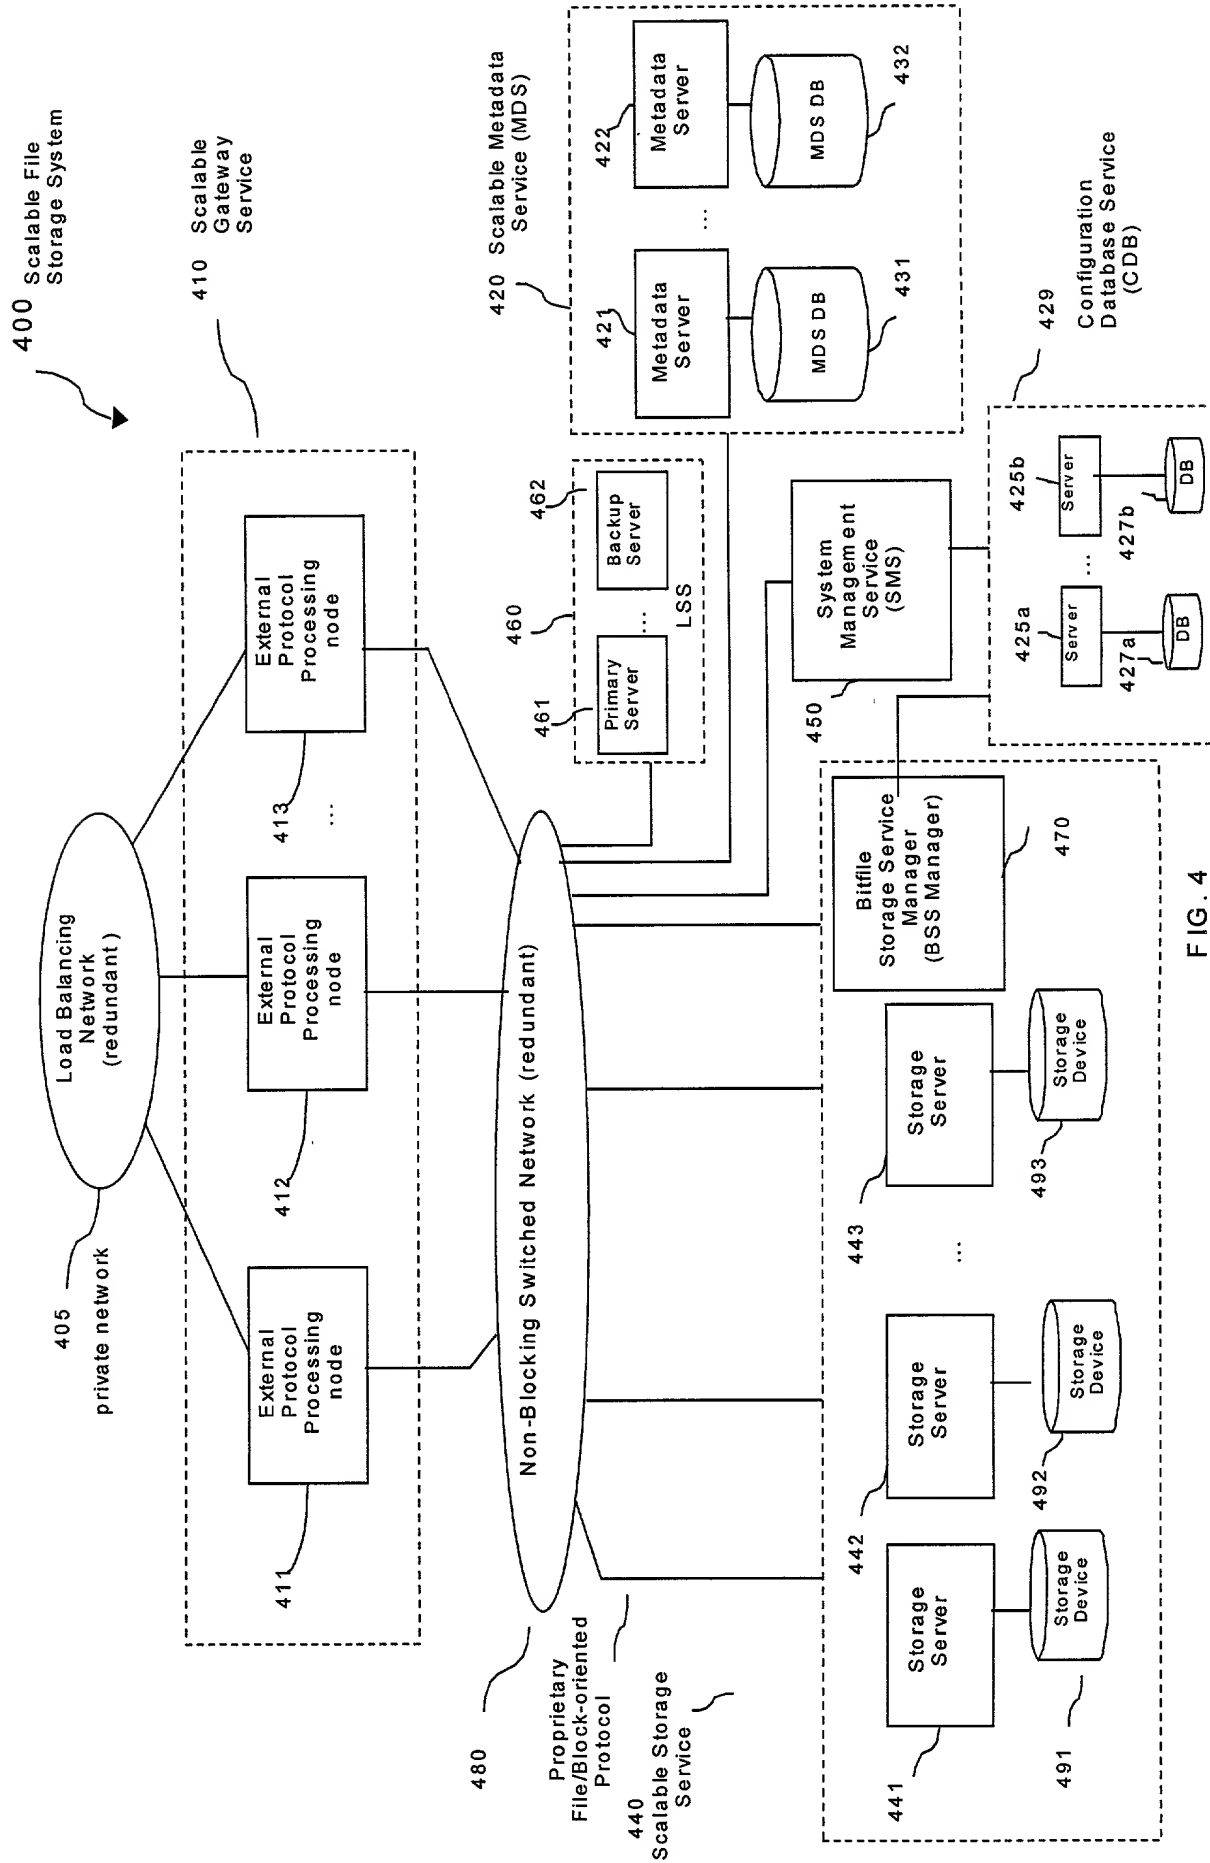 400 Scalable File
Storage System
410 Scalable
Gateway
Service
Load Balancing
Network
(redundant)
405
private network
External
Protocol
Processing
node
411
External
Protocol
Processing
node
412
...
External
Protocol
Processing
node
413
Non-Blocking Switched Network (redundant)
480
Proprietary
File/Block-oriented
Protocol
440
Scalable Storage
Service
460
461
Primary
Server
...
462
Backup
Server
LSS
420 Scalable Metadata
Service (MDS)
421
Metadata
Server
MDS DB
431
...
422
Metadata
Server
MDS DB
432
System
Management
Service
(SMS)
450
429
Configuration
Database Service
(CDB)
425a
Server
427a
DB
...
425b
Server
427b
DB
Storage
Server
441
Storage
Device
491
Storage
Server
442
Storage
Device
492
...
Storage
Server
443
Storage
Device
493
Bitfile
Storage Service
Manager
(BSS Manager)
470
FIG. 4